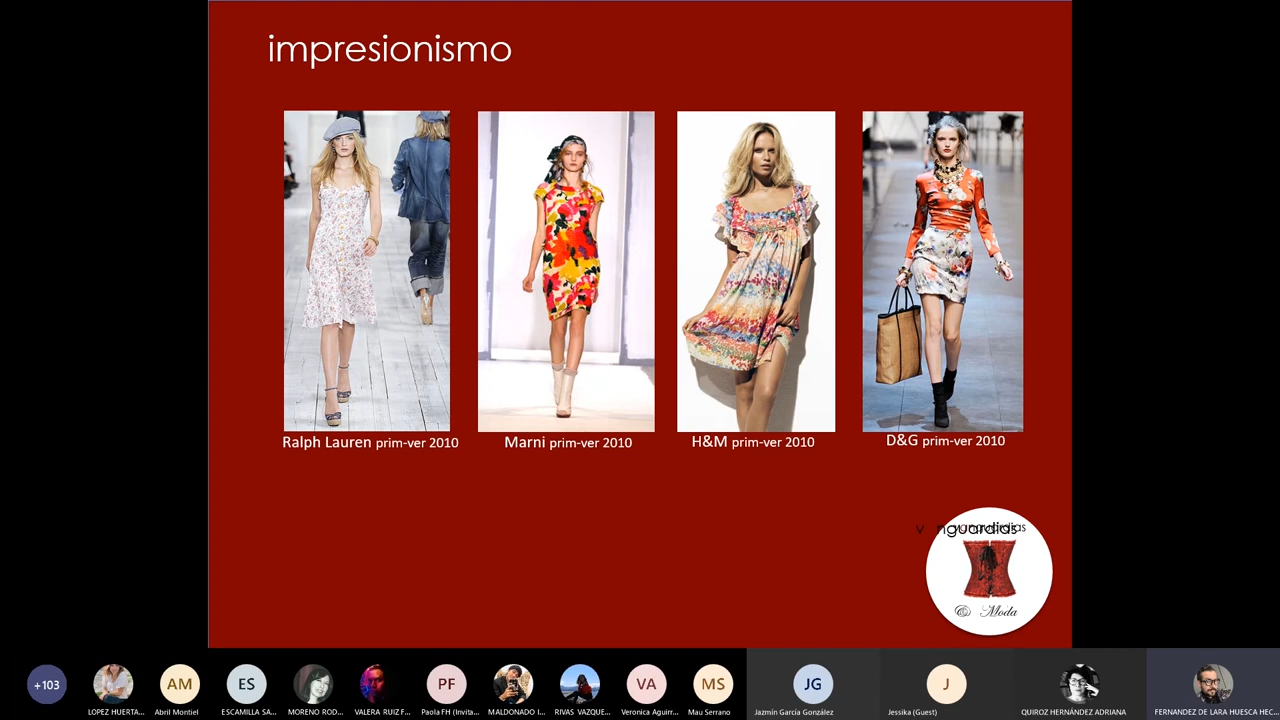 impresionismo
Ralph Lauren prim-ver 2010
Marni prim-ver 2010
H&M prim-ver 2010
D&G prim-ver 2010
vanguardias
& Moda
+103
AM
ES
PF
VA
MS
JG
J
LOPEZ HUERTA...
Abril Montiel
ESCAMILLA SA...
MORENO ROD...
VALERA RUIZ F...
Paola FH (Invita...
MALDONADO I...
RIVAS VAZQUE...
Veronica Aguirr...
Mau Serrano
Jazmín García González
Jessika (Guest)
QUIROZ HERNÁNDEZ ADRIANA
FERNANDEZ DE LARA HUESCA HEC...